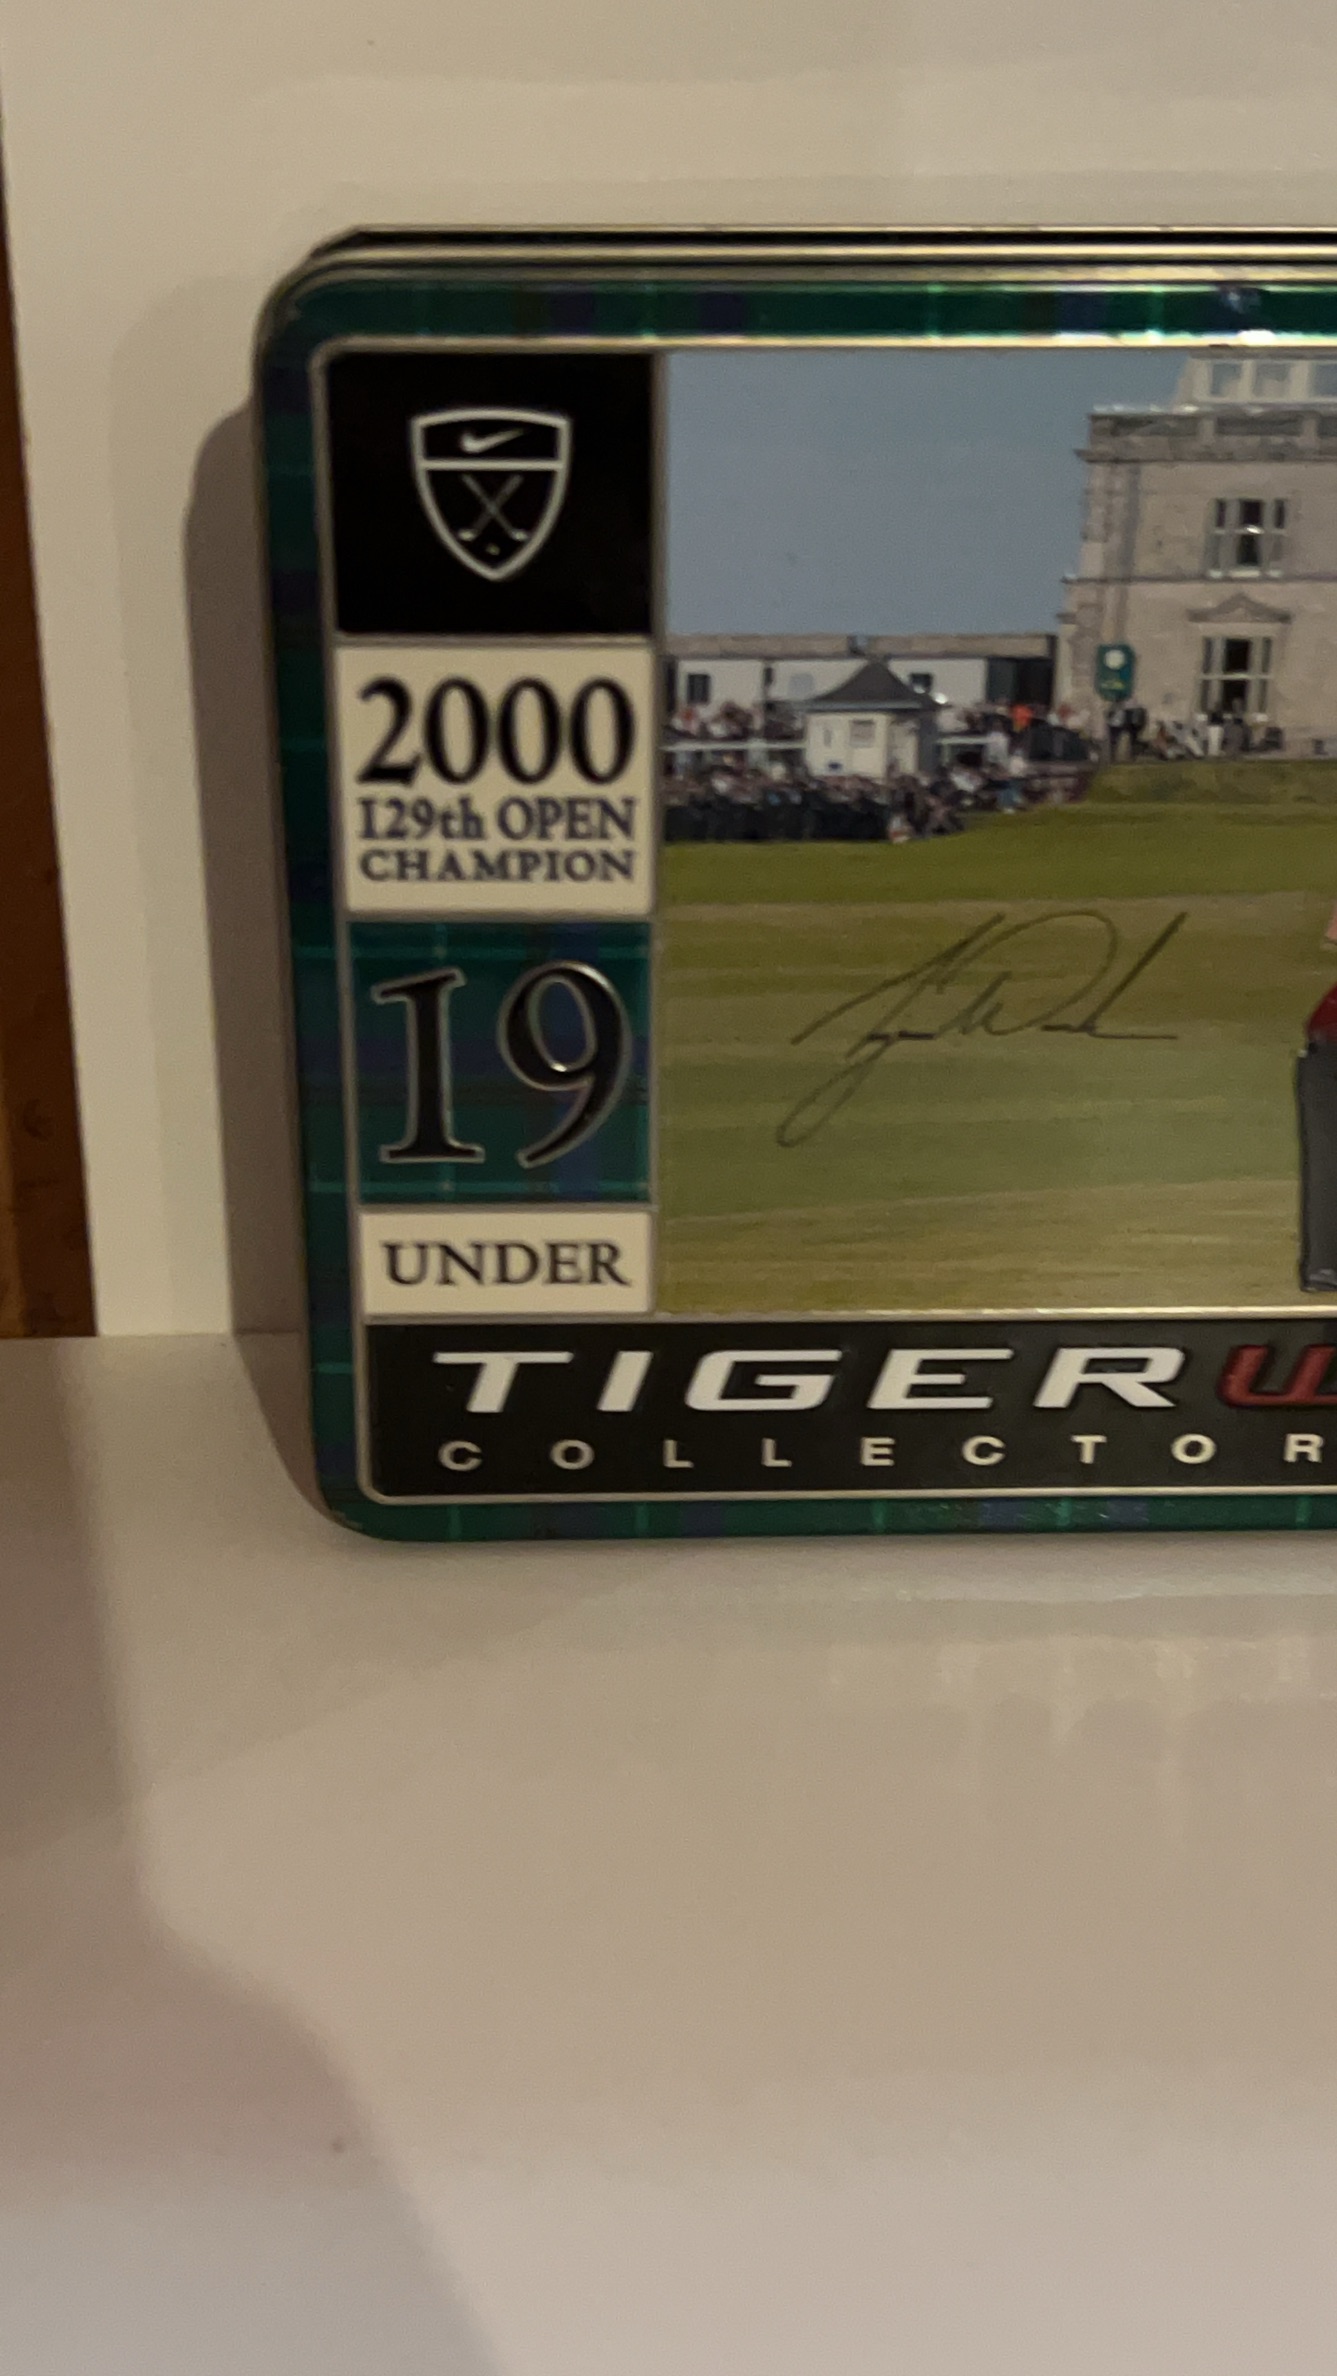 2000
129th OPEN
CHAMPION
19
UNDER
TIGER W
COLLECTOR